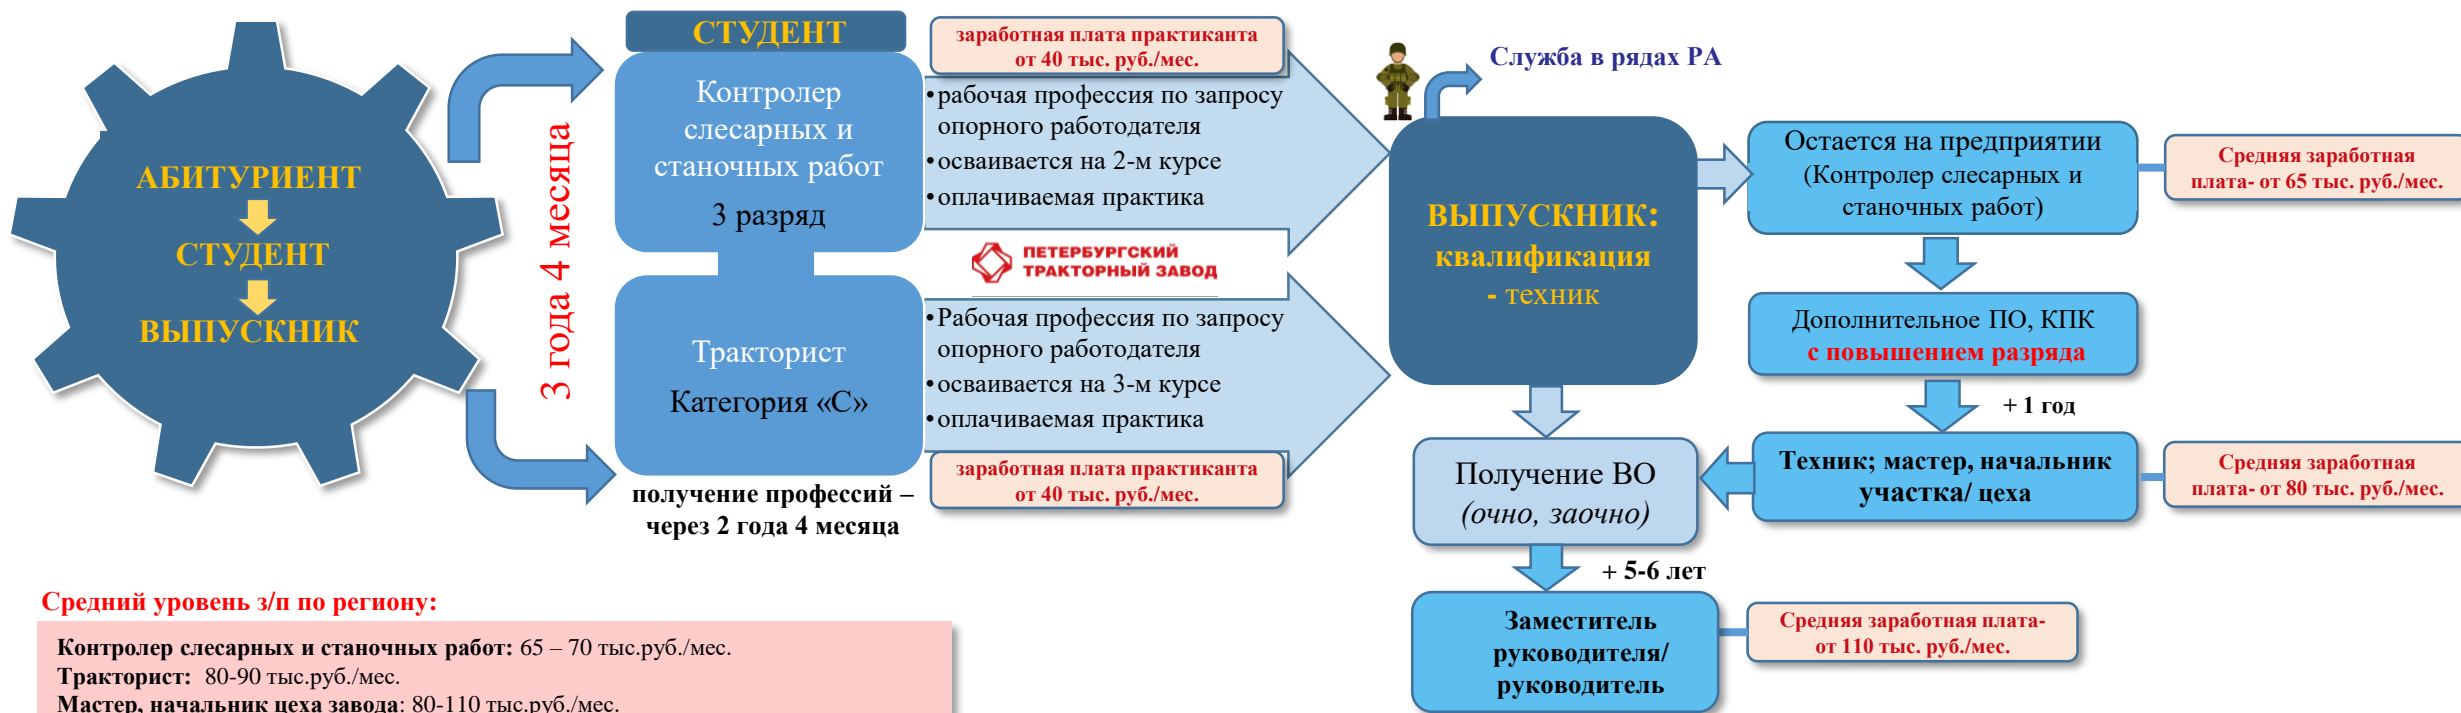 АБИТУРИЕНТ
СТУДЕНТ
ВЫПУСКНИК
3 года 4 месяца
СТУДЕНТ
Контролер
слесарных и
станочных работ
3 разряд
Тракторист
Категория «С»
получение профессий –
через 2 года 4 месяца
заработная плата практиканта
от 40 тыс. руб./мес.
•рабочая профессия по запросу
опорного работодателя
•осваивается на 2-м курсе
•оплачиваемая практика
ПЕТЕРБУРГСКИЙ
ТРАКТОРНЫЙ ЗАВОД
•Рабочая профессия по запросу
опорного работодателя
•осваивается на 3-м курсе
•оплачиваемая практика
заработная плата практиканта
от 40 тыс. руб./мес.
Служба в рядах РА
ВЫПУСКНИК:
квалификация
- техник
Остается на предприятии
(Контролер слесарных и
станочных работ)
Средняя заработная
плата- от 65 тыс. руб./мес.
Дополнительное ПО, КПК
с повышением разряда
+ 1 год
Техник; мастер, начальник
участка/ цеха
Средняя заработная
плата- от 80 тыс. руб./мес.
Получение ВО
(очно, заочно)
+ 5-6 лет
Заместитель
руководителя/
руководитель
Средняя заработная плата-
от 110 тыс. руб./мес.
Средний уровень з/п по региону:
Контролер слесарных и станочных работ: 65 – 70 тыс.руб./мес.
Тракторист: 80-90 тыс.руб./мес.
Мастер, начальник цеха завода: 80-110 тыс.руб./мес.